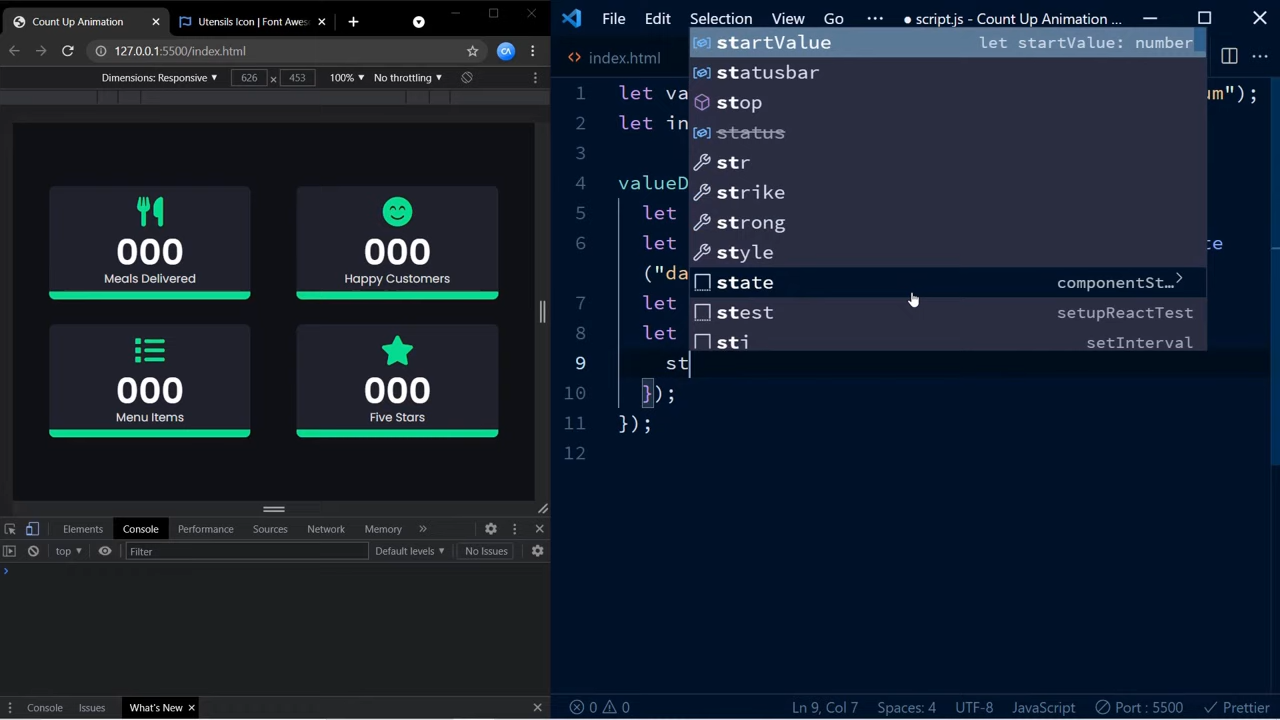 Count Up Animation
Utensils Icon | Font Awes
127.0.0.1:5500/index.html
CA
Dimensions: Responsive
626 × 453
100%
No throttling
000
Meals Delivered
000
Happy Customers
000
Menu Items
000
Five Stars
Elements
Console
Performance
Sources
Network
Memory
top
Filter
Default levels
No Issues
Console
Issues
What's New
File
Edit
Selection
View
Go
script.js - Count Up Animation ...
index.html
startValue
let startValue: number
statusbar
stop
status
str
strike
strong
style
state
componentSt…
stest
setupReactTest
sti
setInterval
1 let va um");
2 let in
3
4 valueD
5 let
6 let te
("da
7 let
8 let
9 st
10 });
11 });
12
0 0
Ln 9, Col 7
Spaces: 4
UTF-8
JavaScript
Port : 5500
Prettier